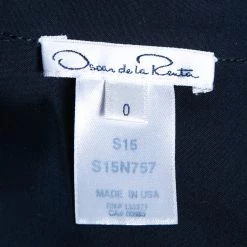 Oscar de la Renta
0
S15
S15N757
MADE IN USA